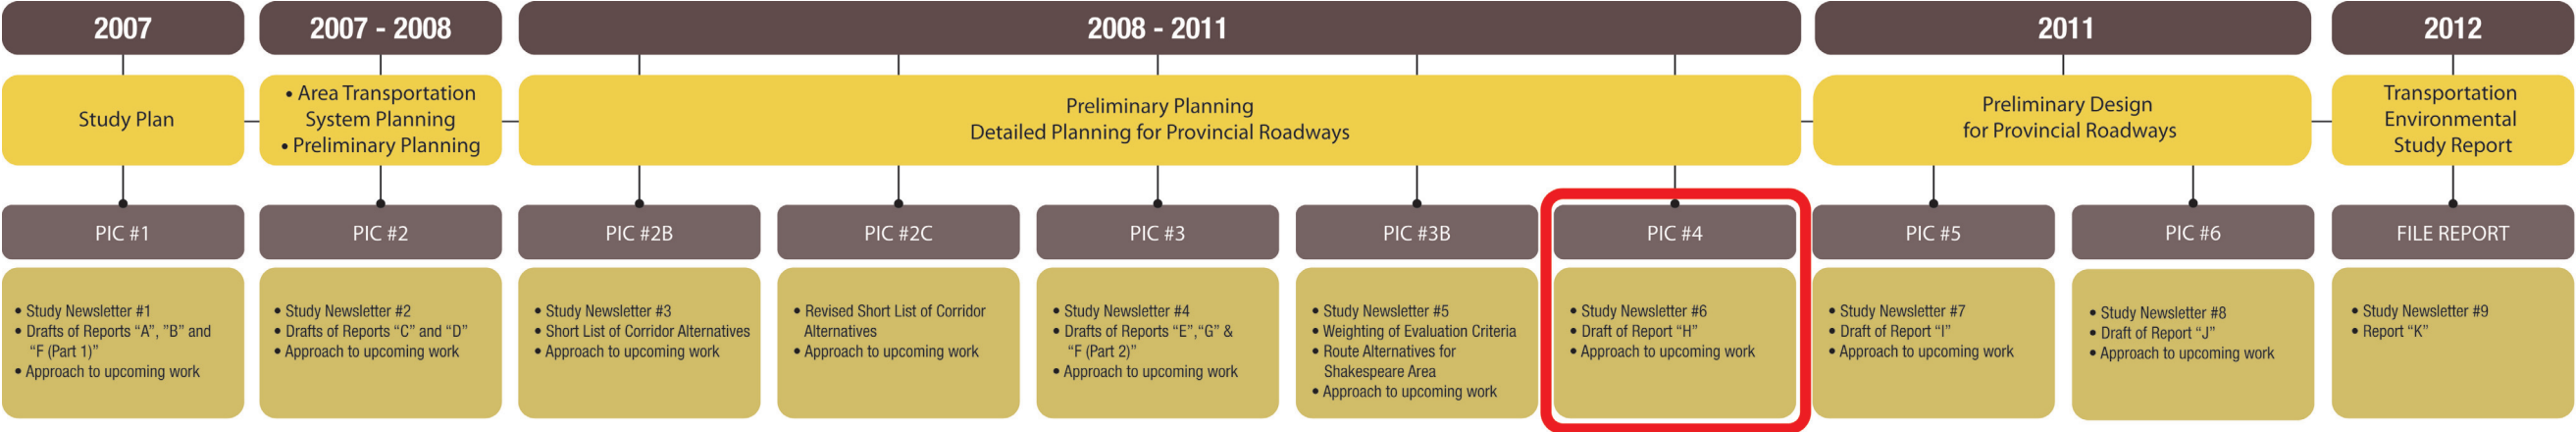 2007
2007 - 2008
2008 - 2011
2011
2012
Study Plan
• Area Transportation
System Planning
• Preliminary Planning
Preliminary Planning
Detailed Planning for Provincial Roadways
Preliminary Design
for Provincial Roadways
Transportation
Environmental
Study Report
PIC #1
PIC #2
PIC #2B
PIC #2C
PIC #3
PIC #3B
PIC #4
PIC #5
PIC #6
FILE REPORT
• Study Newsletter #1
• Drafts of Reports “A”, ”B” and
“F (Part 1)”
• Approach to upcoming work
• Study Newsletter #2
• Drafts of Reports “C” and “D”
• Approach to upcoming work
• Study Newsletter #3
• Short List of Corridor Alternatives
• Approach to upcoming work
• Revised Short List of Corridor
Alternatives
• Approach to upcoming work
• Study Newsletter #4
• Drafts of Reports “E”,“G” &
“F (Part 2)”
• Approach to upcoming work
• Study Newsletter #5
• Weighting of Evaluation Criteria
• Route Alternatives for
Shakespeare Area
• Approach to upcoming work
• Study Newsletter #6
• Draft of Report “H”
• Approach to upcoming work
• Study Newsletter #7
• Draft of Report “I”
• Approach to upcoming work
• Study Newsletter #8
• Draft of Report “J”
• Approach to upcoming work
• Study Newsletter #9
• Report “K”